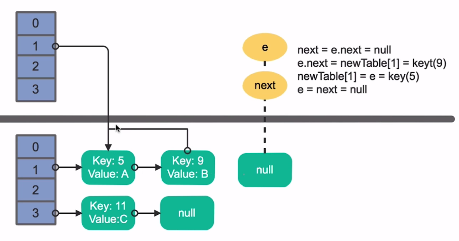 0
1
2
3
e
next
next = e.next = null
e.next = newTable[1] = keyt(9)
newTable[1] = e = key(5)
e = next = null
0
1
2
3
Key: 5
Value: A
Key: 9
Value: B
null
Key: 11
Value:C
null